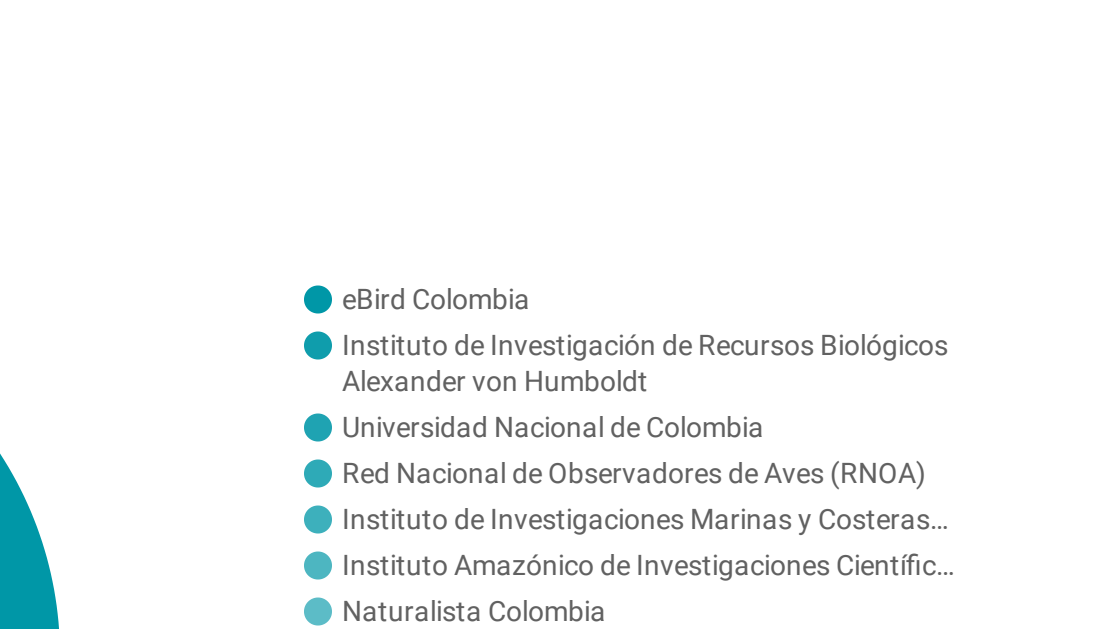 eBird Colombia
Instituto de Investigación de Recursos Biológicos
Alexander von Humboldt
Universidad Nacional de Colombia
Red Nacional de Observadores de Aves (RNOA)
Instituto de Investigaciones Marinas y Costeras…
Instituto Amazónico de Investigaciones Científic…
Naturalista Colombia